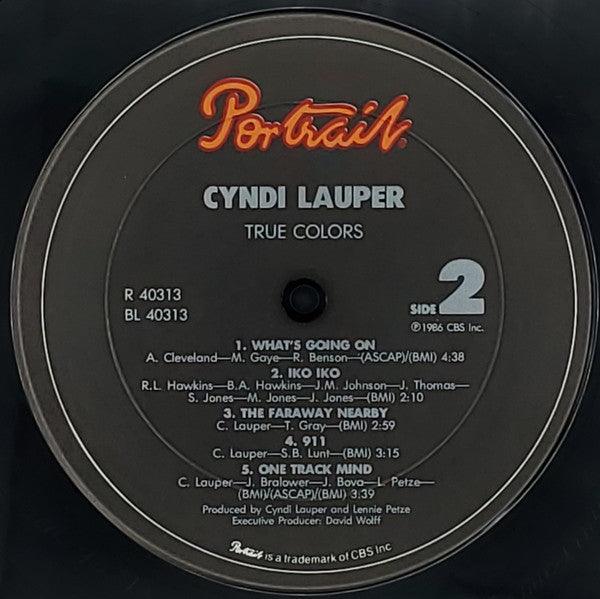 Portrait®
CYNDI LAUPER
TRUE COLORS
R 40313
BL 40313
SIDE 2
℗1986 CBS Inc.
1. WHAT'S GOING ON
A. Cleveland—M. Gaye—R. Benson—(ASCAP)/(BMI) 4:38
2. IKO IKO
R.L. Hawkins—B.A. Hawkins—J.M. Johnson—J. Thomas—
S. Jones—M. Jones—J. Jones—(BMI) 2:10
3. THE FARAWAY NEARBY
C. Lauper—T. Gray—(BMI) 2:59
4. 911
C. Lauper—S.B. Lunt—(BMI) 3:15
5. ONE TRACK MIND
C. Lauper—J. Bralower—J. Bova—L. Petze—
(BMI)/(ASCAP)/(BMI) 3:39
Produced by Cyndi Lauper and Lennie Petze
Executive Producer: David Wolff
Portrait is a trademark of CBS Inc